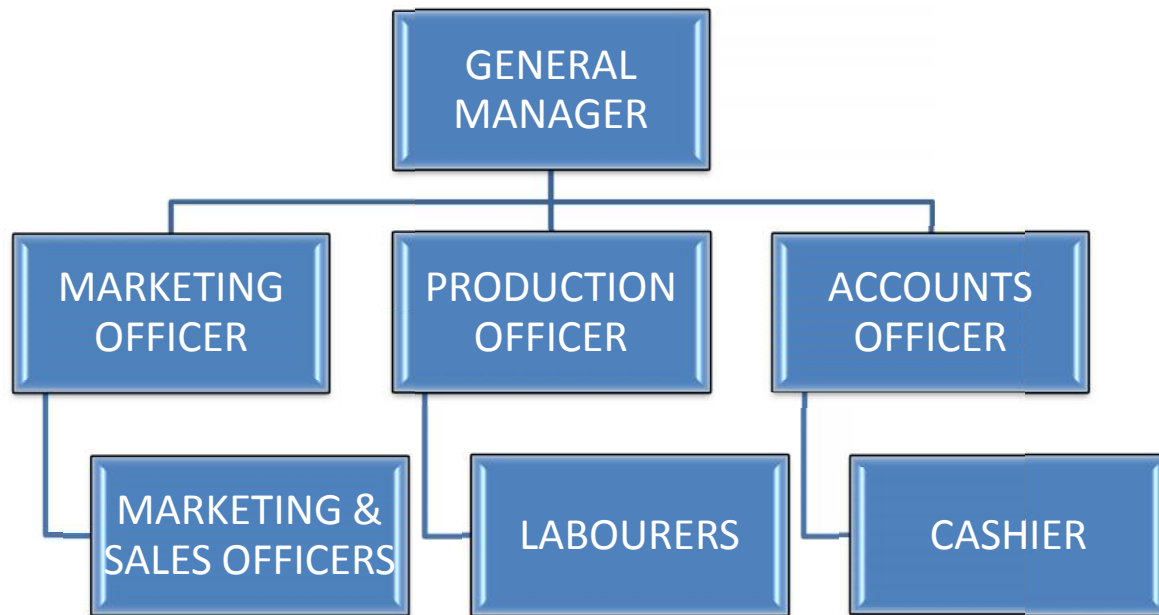 GENERAL
MANAGER
MARKETING
OFFICER
PRODUCTION
OFFICER
ACCOUNTS
OFFICER
MARKETING &
SALES OFFICERS
LABOURERS
CASHIER